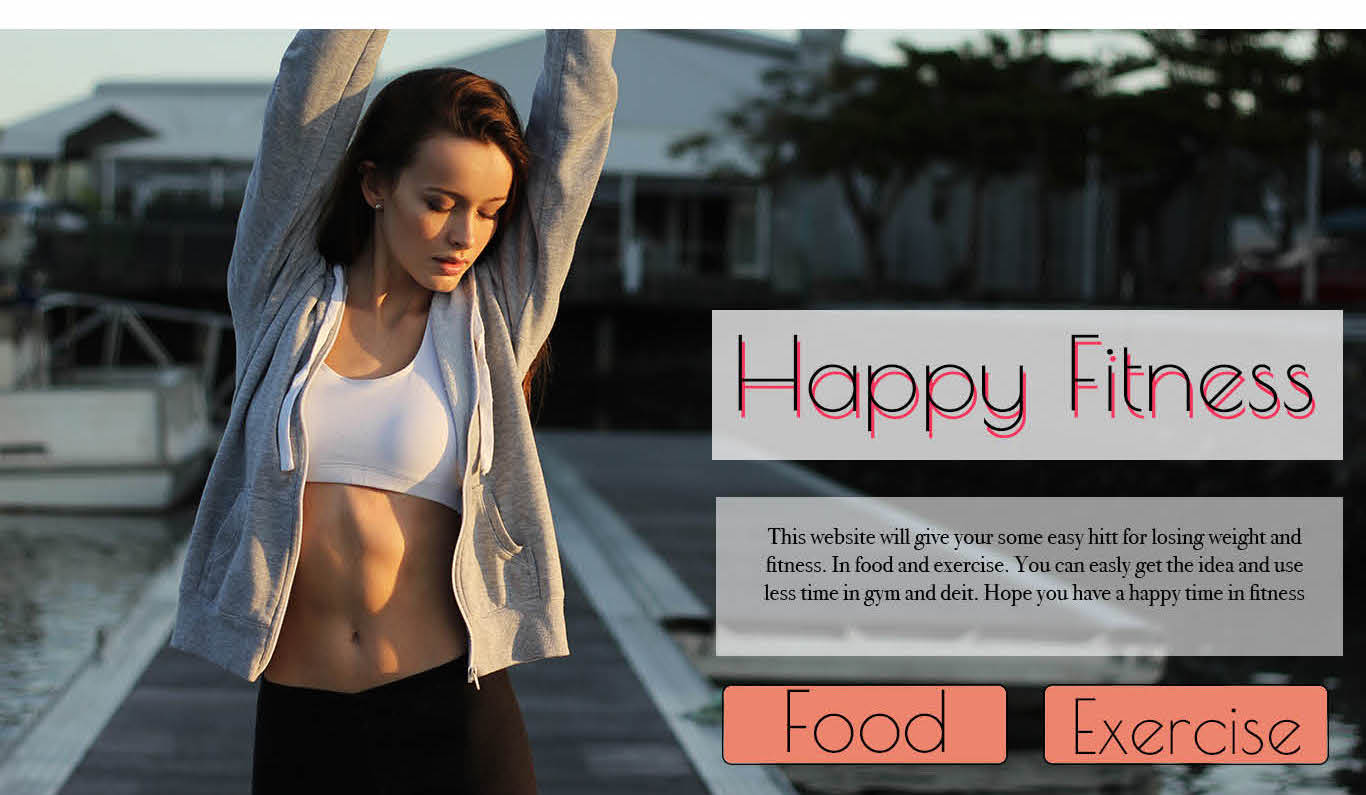 Happy Fitness
This website will give your some easy hitt for losing weight and
fitness. In food and exercise. You can easly get the idea and use
less time in gym and deit. Hope you have a happy time in fitness
Food
Exercise